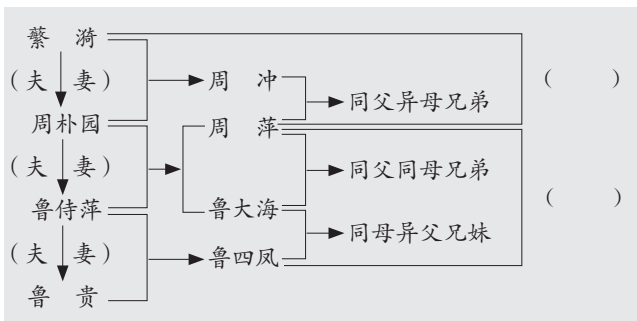 蘩 漪
（夫 妻） 周 冲 （ ）
同父异母兄弟
周朴园 周 萍
（夫 妻） 同父同母兄弟
鲁侍萍 鲁大海 （ ）
同母异父兄妹
（夫 妻） 鲁四凤
鲁 贵